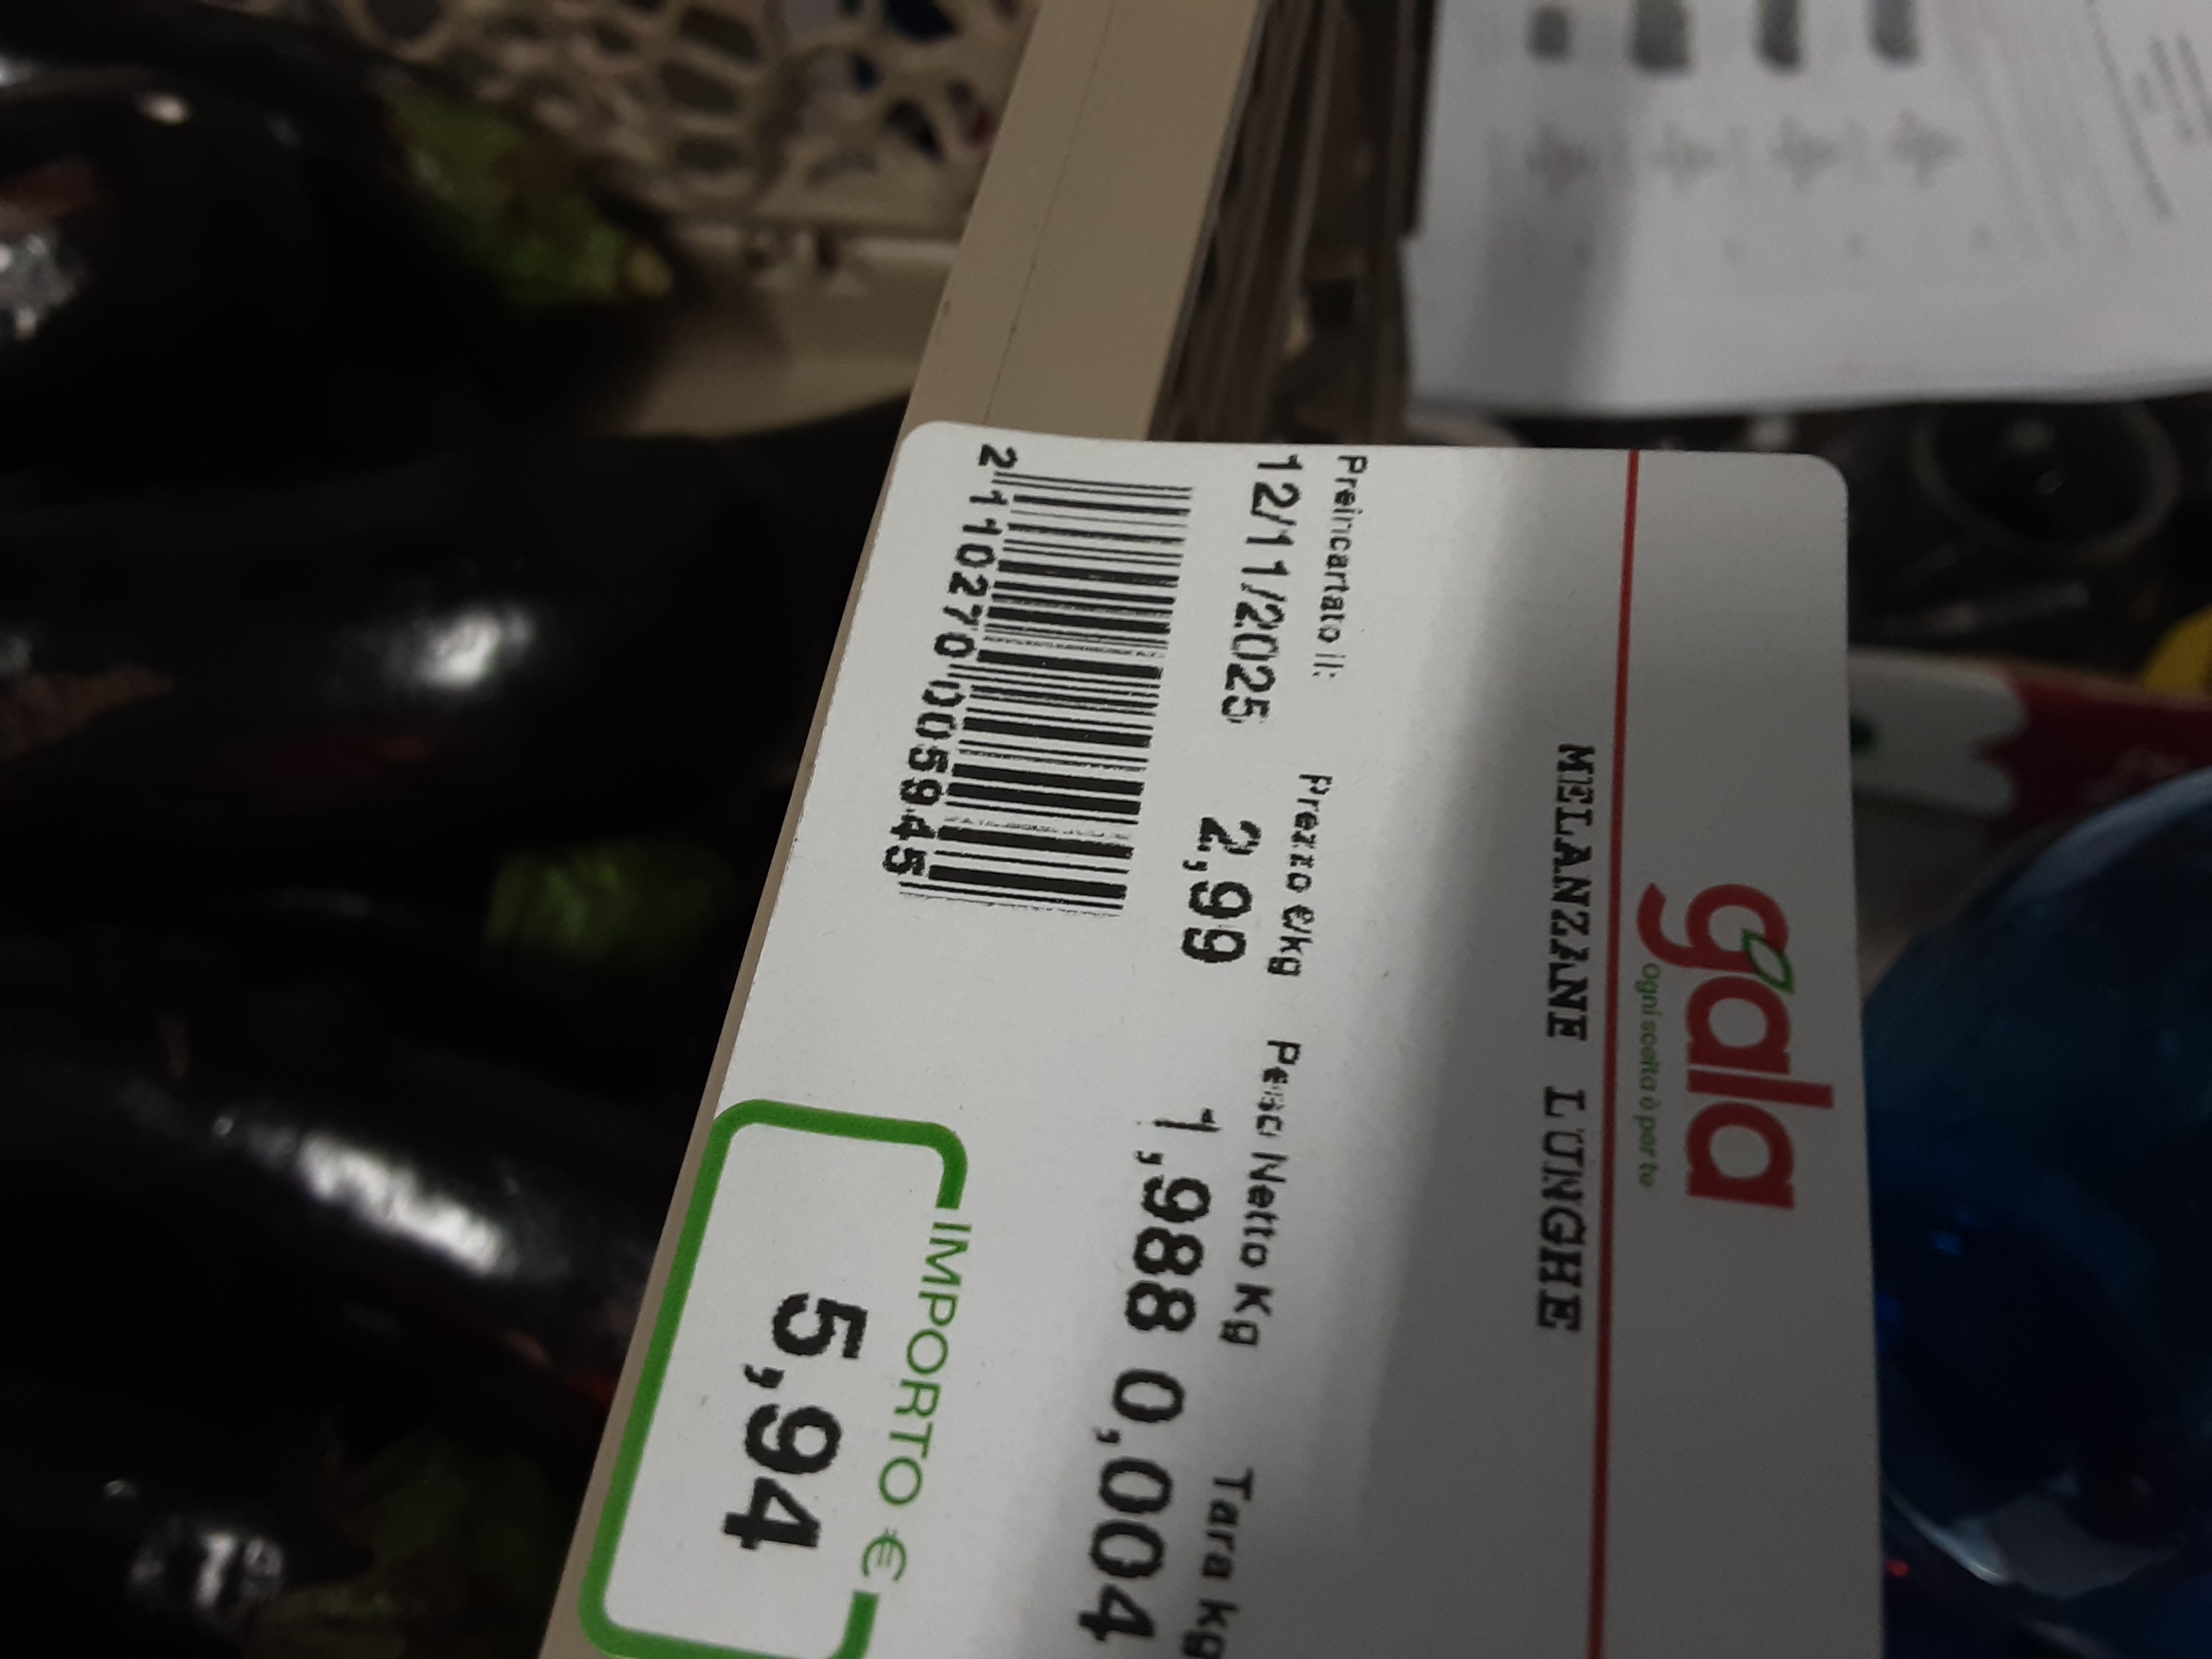 gala
Ogni scelta è par te
MELANZANE LUNGHE
Preincartato il: Prezzo €/kg Peso Netto Kg Tara kg
12/11/2025 2,99 1,988 0,004
2 110270 005945
IMPORTO €
5,94